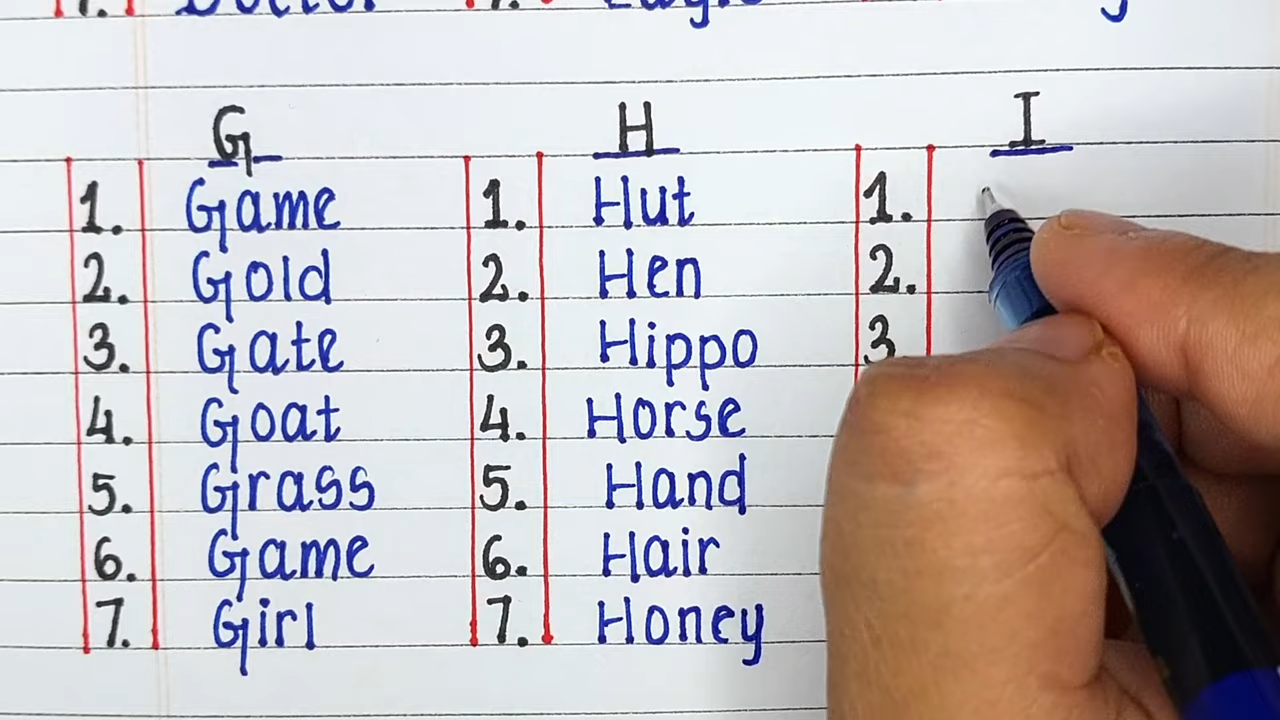 G
1. Game
2. Gold
3. Gate
4. Goat
5. Grass
6. Game
7. Girl
H
1. Hut
2. Hen
3. Hippo
4. Horse
5. Hand
6. Hair
7. Honey
I
1.
2.
3